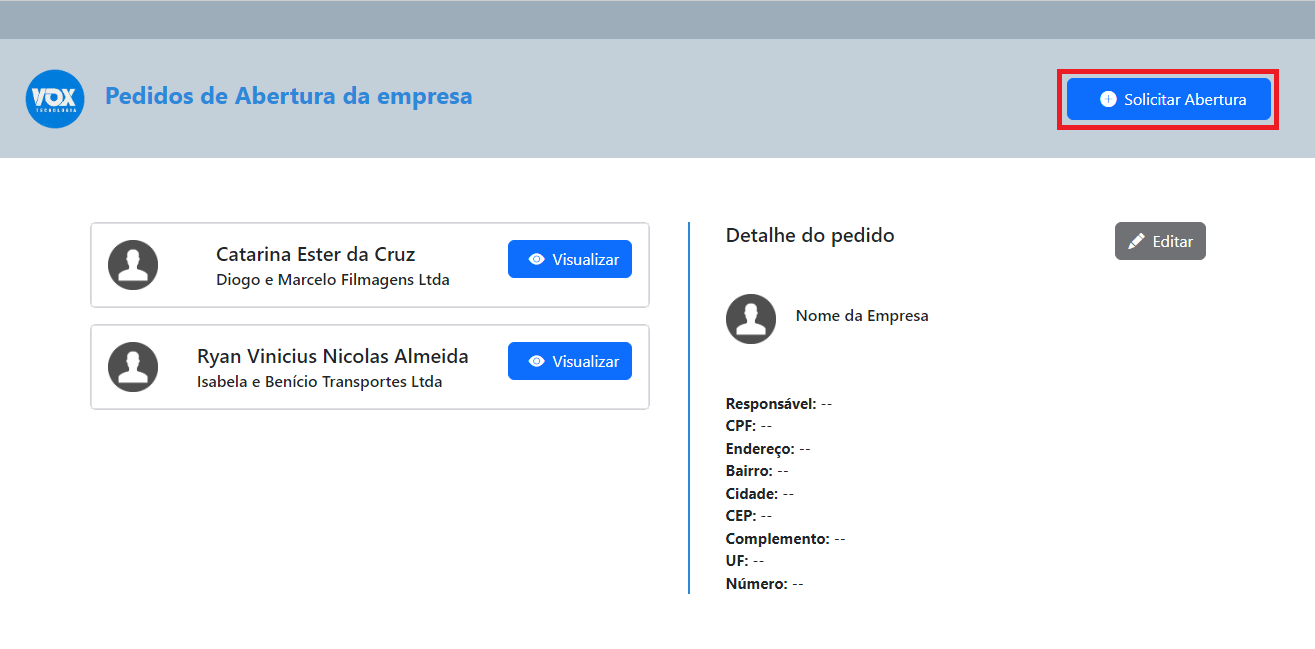 VOX
TECNOLOGIA
Pedidos de Abertura da empresa
Solicitar Abertura
Catarina Ester da Cruz
Diogo e Marcelo Filmagens Ltda
Visualizar
Ryan Vinicius Nicolas Almeida
Isabela e Benício Transportes Ltda
Visualizar
Detalhe do pedido
Editar
Nome da Empresa
Responsável: --
CPF: --
Endereço: --
Bairro: --
Cidade: --
CEP: --
Complemento: --
UF: --
Número: --